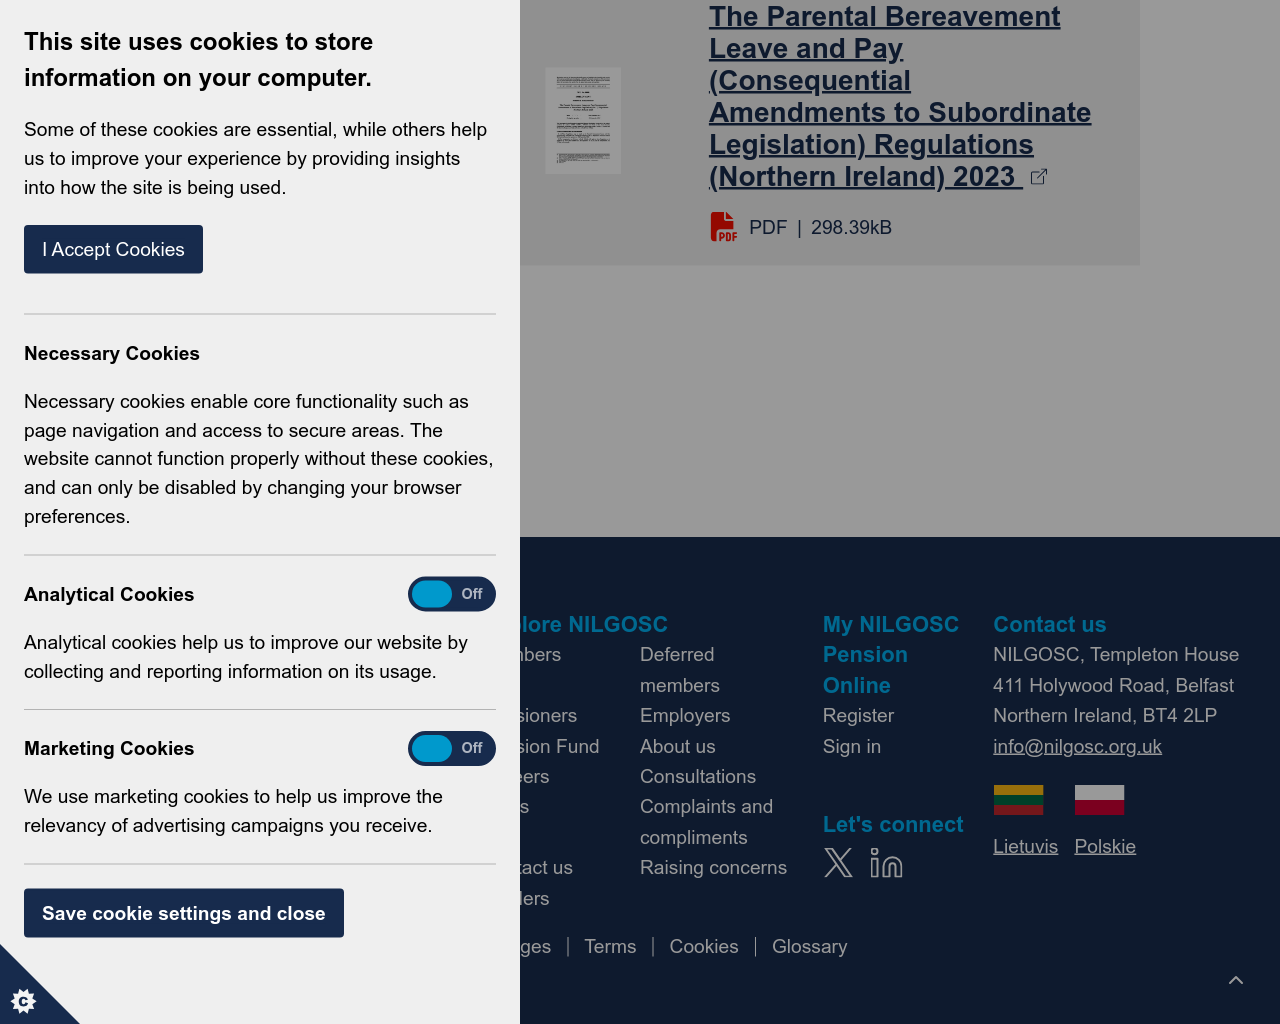 This site uses cookies to store
information on your computer.
Some of these cookies are essential, while others help
us to improve your experience by providing insights
into how the site is being used.
I Accept Cookies
Necessary Cookies
Necessary cookies enable core functionality such as
page navigation and access to secure areas. The
website cannot function properly without these cookies,
and can only be disabled by changing your browser
preferences.
Analytical Cookies
Off
Analytical cookies help us to improve our website by
collecting and reporting information on its usage.
Marketing Cookies
Off
We use marketing cookies to help us improve the
relevancy of advertising campaigns you receive.
Save cookie settings and close
The Parental Bereavement
Leave and Pay
(Consequential
Amendments to Subordinate
Legislation) Regulations
(Northern Ireland) 2023
PDF | 298.39kB
NILGOSC
Fund
us
Deferred
members
Employers
About us
Consultations
Complaints and
compliments
Raising concerns
My NILGOSC
Pension
Online
Register
Sign in
Let's connect
Contact us
NILGOSC, Templeton House
411 Holywood Road, Belfast
Northern Ireland, BT4 2LP
info@nilgosc.org.uk
Lietuvis
Polskie
Terms | Cookies | Glossary